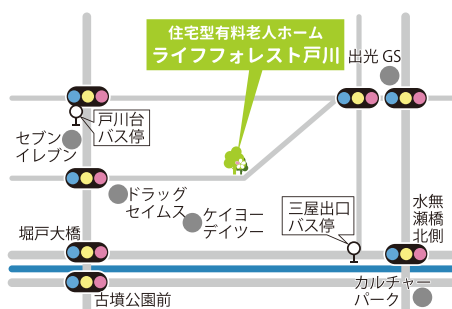 住宅型有料老人ホーム
ライフフォレスト戸川
出光 GS
戸川台
バス停
セブン
イレブン
ドラッグ
セイムス
ケイヨー
デイツー
三屋出口
バス停
水無
瀬橋
北側
堀戸大橋
古墳公園前
カルチャー
パーク